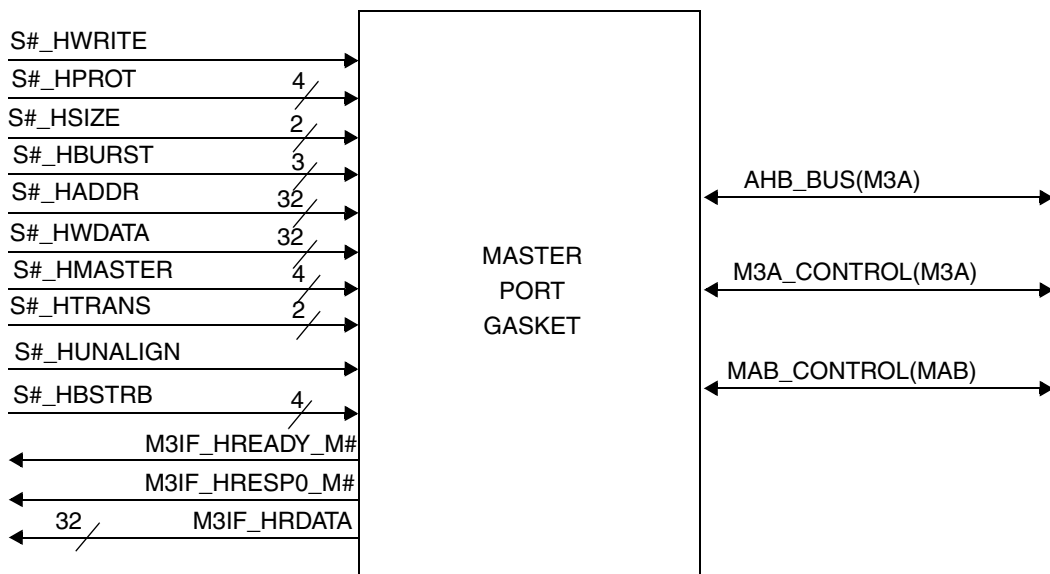 S#_HWRITE
S#_HPROT 4
S#_HSIZE 2
S#_HBURST 3
S#_HADDR 32
S#_HWDATA 32
S#_HMASTER 4
S#_HTRANS 2
S#_HUNALIGN
S#_HBSTRB 4
M3IF_HREADY_M#
M3IF_HRESP0_M#
32 M3IF_HRDATA
MASTER
PORT
GASKET
AHB_BUS(M3A)
M3A_CONTROL(M3A)
MAB_CONTROL(MAB)